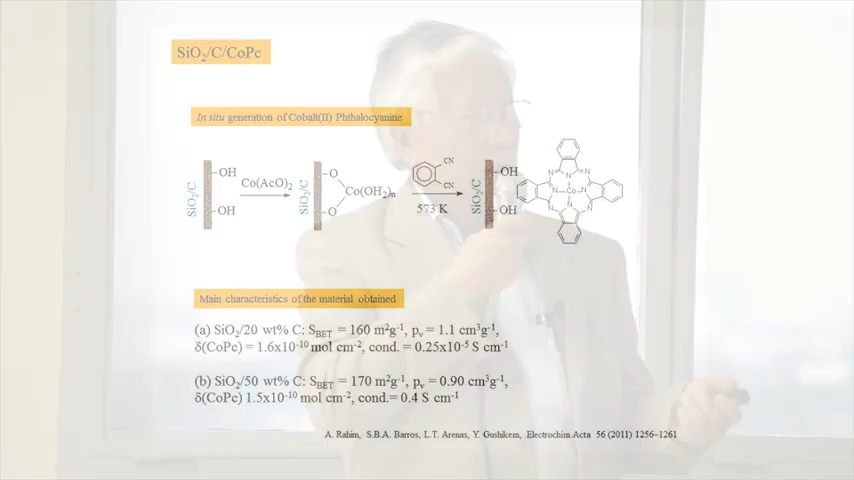 SiO₂/C/CoPc
In situ generation of Cobalt(II) Phthalocyanine
SiO₂/C
OH
OH
Co(AcO)₂
SiO₂/C
O
O
Co(OH₂)ₙ
CN
CN
573 K
SiO₂/C
OH
OH
N N N
N Co N
N N N
Main characteristics of the material obtained
(a) SiO₂/20 wt% C: S_BET = 160 m²g⁻¹, pᵥ = 1.1 cm³g⁻¹,
δ(CoPc) = 1.6x10⁻¹⁰ mol cm⁻², cond. = 0.25x10⁻⁵ S cm⁻¹
(b) SiO₂/50 wt% C: S_BET = 170 m²g⁻¹, pᵥ = 0.90 cm³g⁻¹,
δ(CoPc) 1.5x10⁻¹⁰ mol cm⁻², cond.= 0.4 S cm⁻¹
A. Rahim, S.B.A. Barros, L.T. Arenas, Y. Gushikem, Electrochim.Acta 56 (2011) 1256–1261